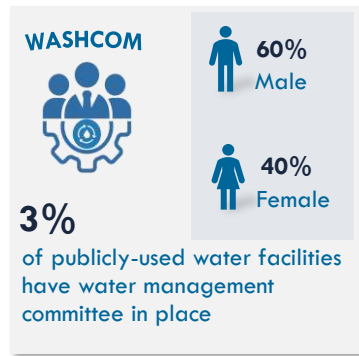 WASHCOM
60%
Male
40%
Female
3%
of publicly-used water facilities
have water management
committee in place